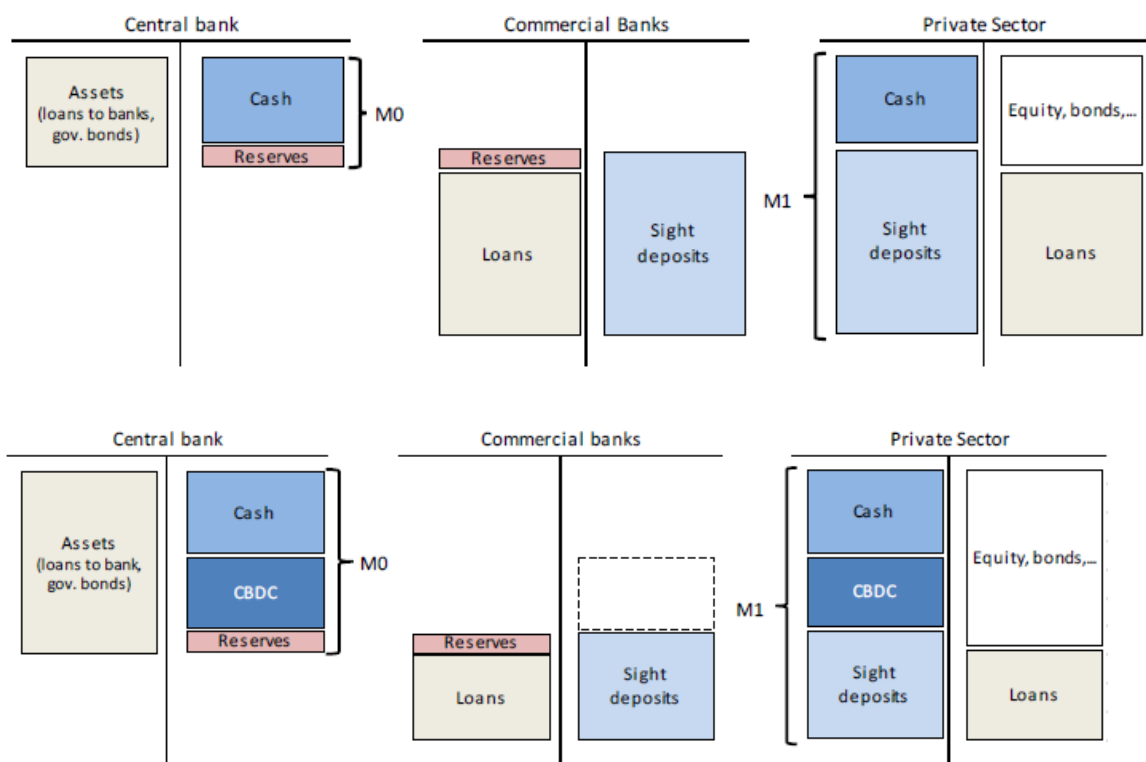 Central bank
Commercial Banks
Private Sector
Assets
(loans to banks,
gov. bonds)
Cash
Reserves
M0
Reserves
Loans
Sight
deposits
M1
Cash
Sight
deposits
Equity, bonds,...
Loans
Central bank
Commercial banks
Private Sector
Assets
(loans to bank,
gov. bonds)
Cash
CBDC
Reserves
M0
Reserves
Loans
Sight
deposits
M1
Cash
CBDC
Sight
deposits
Equity, bonds,...
Loans